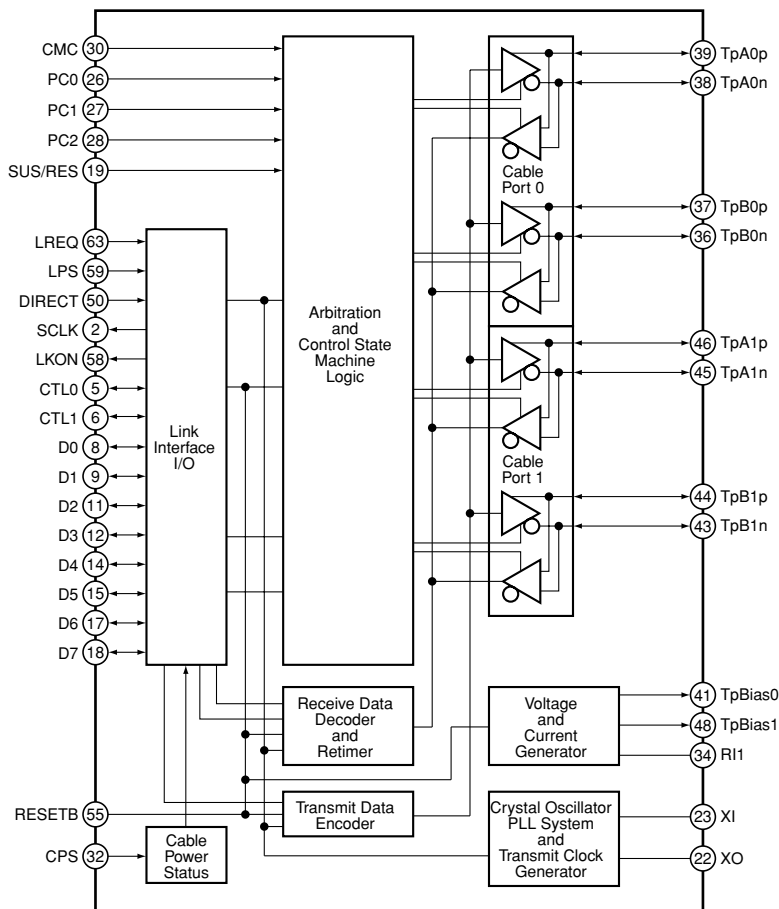 CMC 30
PC0 26
PC1 27
PC2 28
SUS/RES 19
LREQ 63
LPS 59
DIRECT 50
SCLK 2
LKON 58
CTL0 5
CTL1 6
D0 8
D1 9
D2 11
D3 12
D4 14
D5 15
D6 17
D7 18
RESETB 55
CPS 32
Link
Interface
I/O
Cable
Power
Status
Arbitration
and
Control State
Machine
Logic
Receive Data
Decoder
and
Retimer
Transmit Data
Encoder
Cable
Port 0
Cable
Port 1
Voltage
and
Current
Generator
Crystal Oscillator
PLL System
and
Transmit Clock
Generator
39 TpA0p
38 TpA0n
37 TpB0p
36 TpB0n
46 TpA1p
45 TpA1n
44 TpB1p
43 TpB1n
41 TpBias0
48 TpBias1
34 RI1
23 XI
22 XO